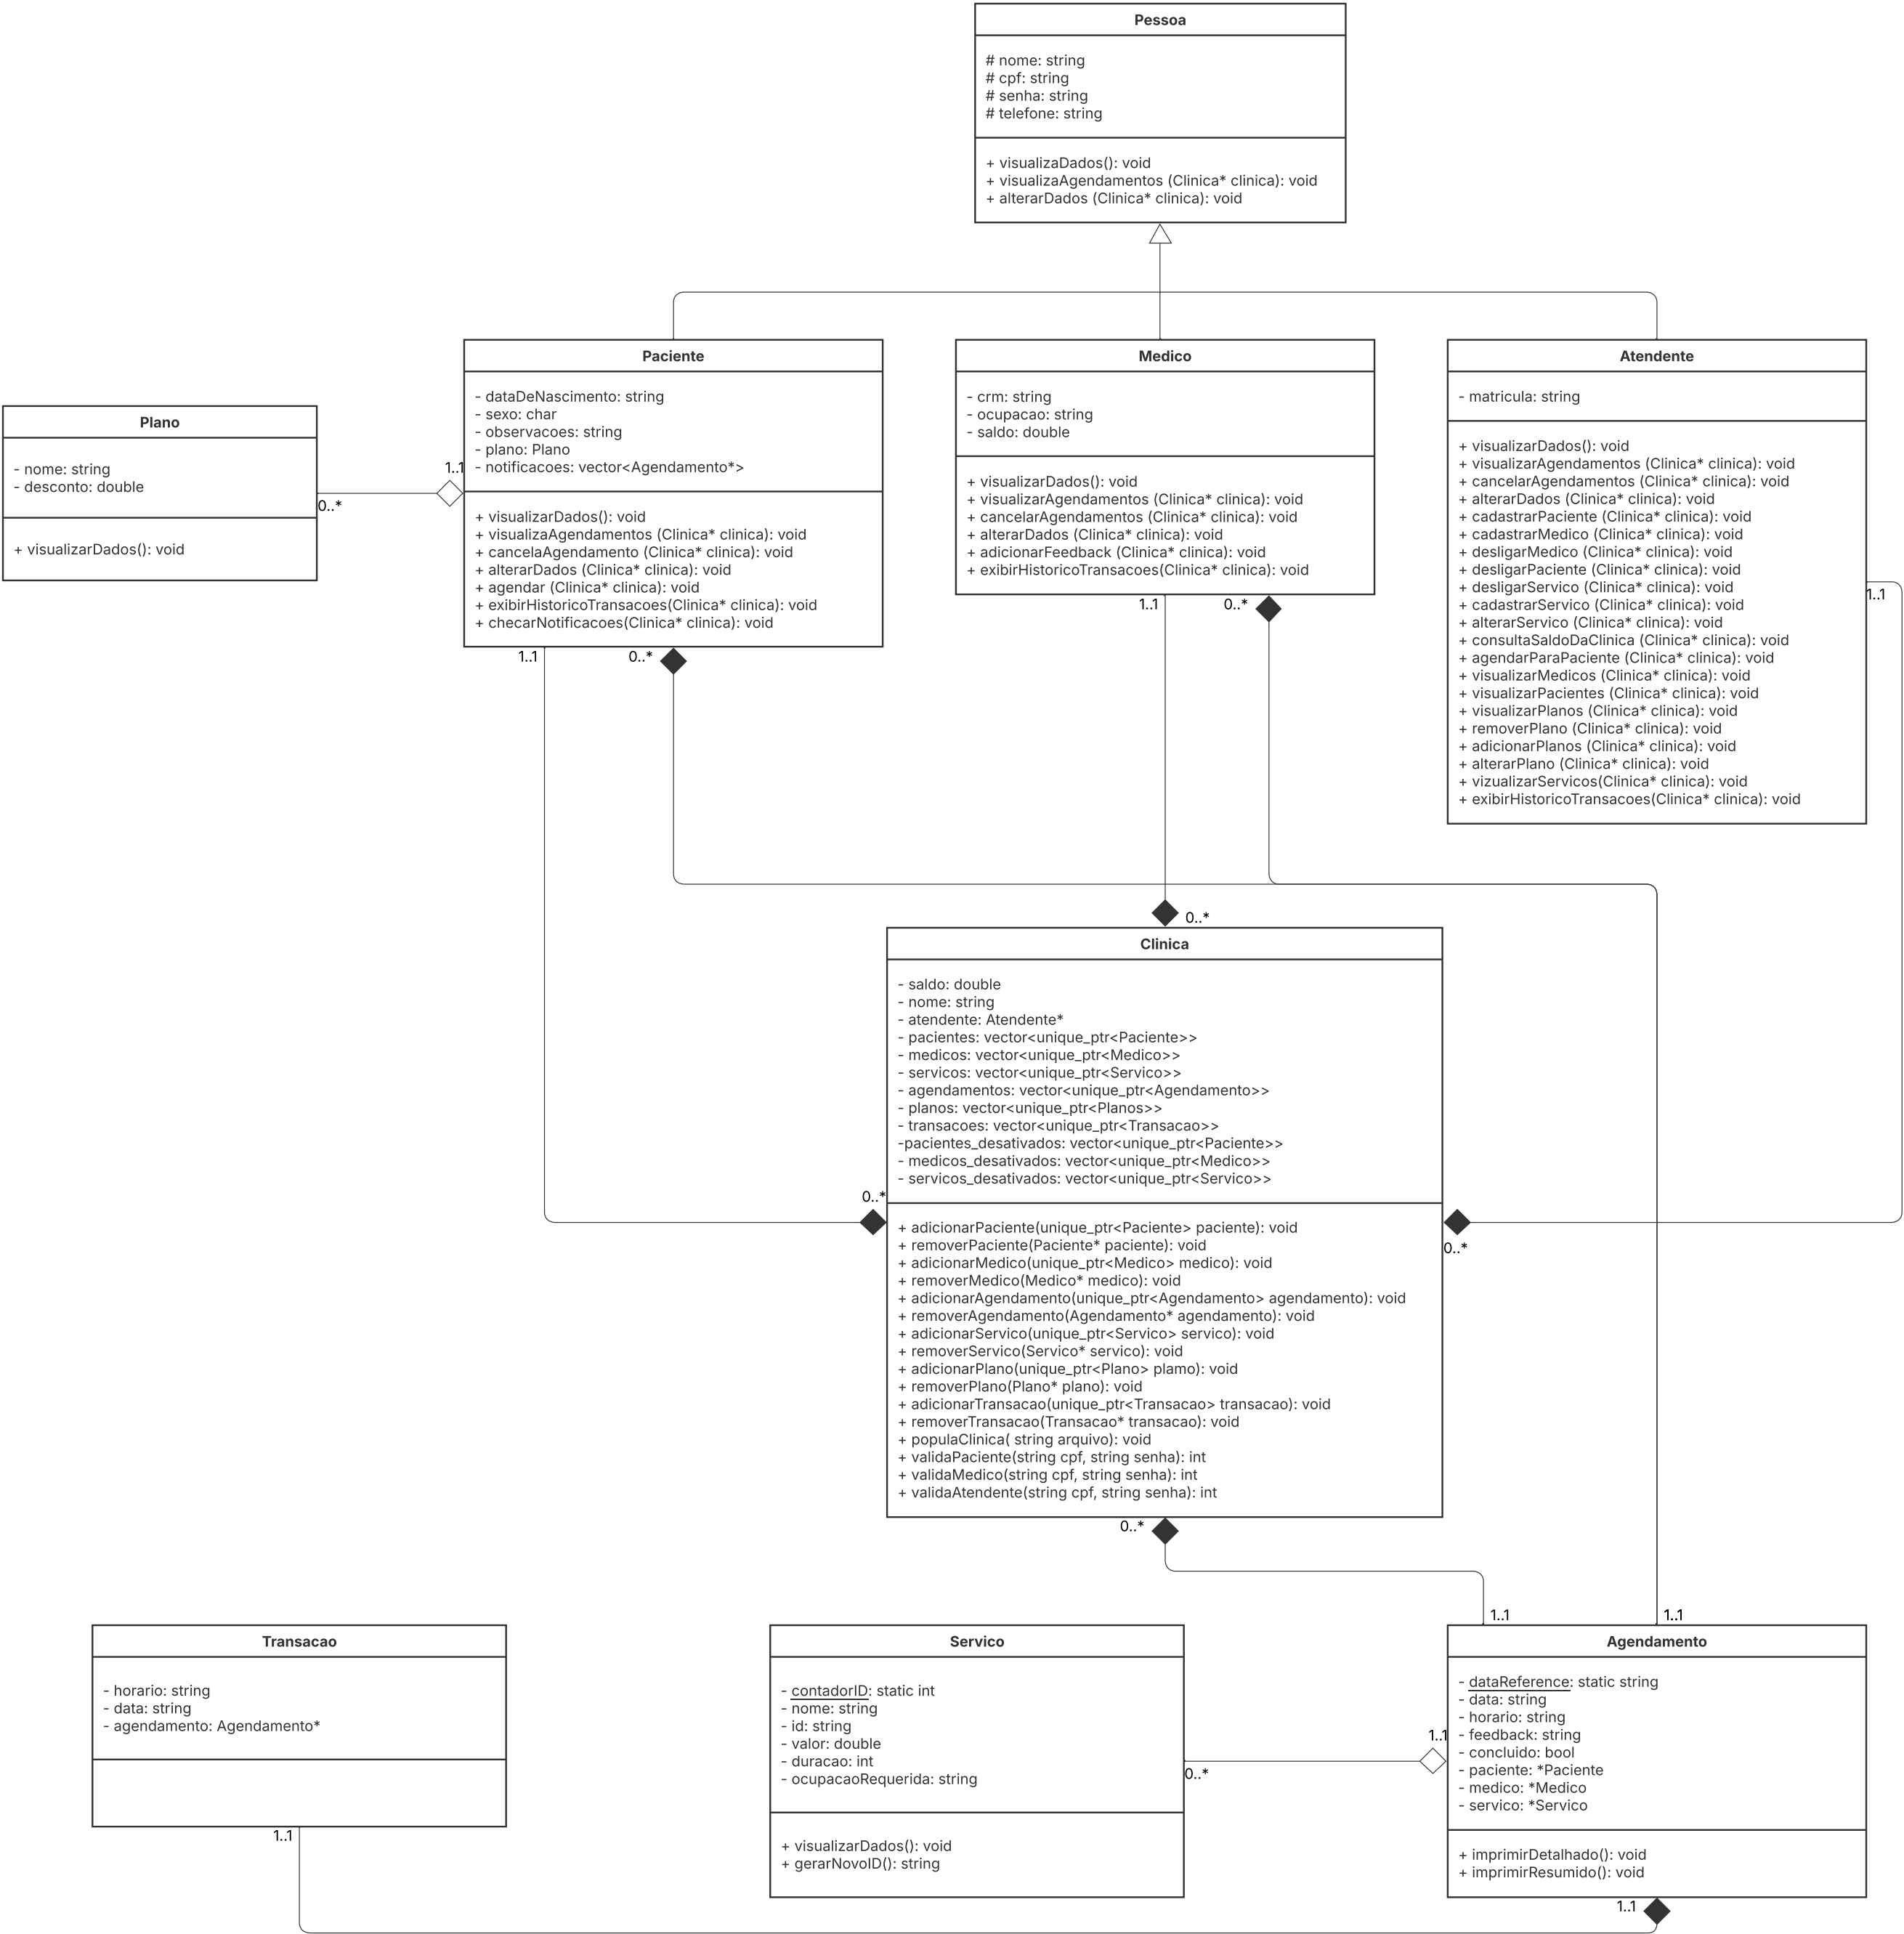 Pessoa
# nome: string
# cpf: string
# senha: string
# telefone: string
+ visualizaDados(): void
+ visualizaAgendamentos (Clinica* clinica): void
+ alterarDados (Clinica* clinica): void
Plano
- nome: string
- desconto: double
+ visualizarDados(): void
0..*
1..1
Paciente
- dataDeNascimento: string
- sexo: char
- observacoes: string
- plano: Plano
- notificacoes: vector<Agendamento*>
+ visualizarDados(): void
+ visualizaAgendamentos (Clinica* clinica): void
+ cancelaAgendamento (Clinica* clinica): void
+ alterarDados (Clinica* clinica): void
+ agendar (Clinica* clinica): void
+ exibirHistoricoTransacoes(Clinica* clinica): void
+ checarNotificacoes(Clinica* clinica): void
1..1
0..*
Medico
- crm: string
- ocupacao: string
- saldo: double
+ visualizarDados(): void
+ visualizarAgendamentos (Clinica* clinica): void
+ cancelarAgendamentos (Clinica* clinica): void
+ alterarDados (Clinica* clinica): void
+ adicionarFeedback (Clinica* clinica): void
+ exibirHistoricoTransacoes(Clinica* clinica): void
1..1
0..*
Atendente
- matricula: string
+ visualizarDados(): void
+ visualizarAgendamentos (Clinica* clinica): void
+ cancelarAgendamentos (Clinica* clinica): void
+ alterarDados (Clinica* clinica): void
+ cadastrarPaciente (Clinica* clinica): void
+ cadastrarMedico (Clinica* clinica): void
+ desligarMedico (Clinica* clinica): void
+ desligarPaciente (Clinica* clinica): void
+ desligarServico (Clinica* clinica): void
+ cadastrarServico (Clinica* clinica): void
+ alterarServico (Clinica* clinica): void
+ consultaSaldoDaClinica (Clinica* clinica): void
+ agendarParaPaciente (Clinica* clinica): void
+ visualizarMedicos (Clinica* clinica): void
+ visualizarPacientes (Clinica* clinica): void
+ visualizarPlanos (Clinica* clinica): void
+ removerPlano (Clinica* clinica): void
+ adicionarPlanos (Clinica* clinica): void
+ alterarPlano (Clinica* clinica): void
+ vizualizarServicos(Clinica* clinica): void
+ exibirHistoricoTransacoes(Clinica* clinica): void
1..1
0..*
Clinica
- saldo: double
- nome: string
- atendente: Atendente*
- pacientes: vector<unique_ptr<Paciente>>
- medicos: vector<unique_ptr<Medico>>
- servicos: vector<unique_ptr<Servico>>
- agendamentos: vector<unique_ptr<Agendamento>>
- planos: vector<unique_ptr<Planos>>
- transacoes: vector<unique_ptr<Transacao>>
-pacientes_desativados: vector<unique_ptr<Paciente>>
- medicos_desativados: vector<unique_ptr<Medico>>
- servicos_desativados: vector<unique_ptr<Servico>>
0..*
0..*
+ adicionarPaciente(unique_ptr<Paciente> paciente): void
+ removerPaciente(Paciente* paciente): void
+ adicionarMedico(unique_ptr<Medico> medico): void
+ removerMedico(Medico* medico): void
+ adicionarAgendamento(unique_ptr<Agendamento> agendamento): void
+ removerAgendamento(Agendamento* agendamento): void
+ adicionarServico(unique_ptr<Servico> servico): void
+ removerServico(Servico* servico): void
+ adicionarPlano(unique_ptr<Plano> plamo): void
+ removerPlano(Plano* plano): void
+ adicionarTransacao(unique_ptr<Transacao> transacao): void
+ removerTransacao(Transacao* transacao): void
+ populaClinica( string arquivo): void
+ validaPaciente(string cpf, string senha): int
+ validaMedico(string cpf, string senha): int
+ validaAtendente(string cpf, string senha): int
0..*
1..1
1..1
Transacao
- horario: string
- data: string
- agendamento: Agendamento*
1..1
Servico
- contadorID: static int
- nome: string
- id: string
- valor: double
- duracao: int
- ocupacaoRequerida: string
+ visualizarDados(): void
+ gerarNovoID(): string
0..*
1..1
Agendamento
- dataReference: static string
- data: string
- horario: string
- feedback: string
- concluido: bool
- paciente: *Paciente
- medico: *Medico
- servico: *Servico
+ imprimirDetalhado(): void
+ imprimirResumido(): void
1..1